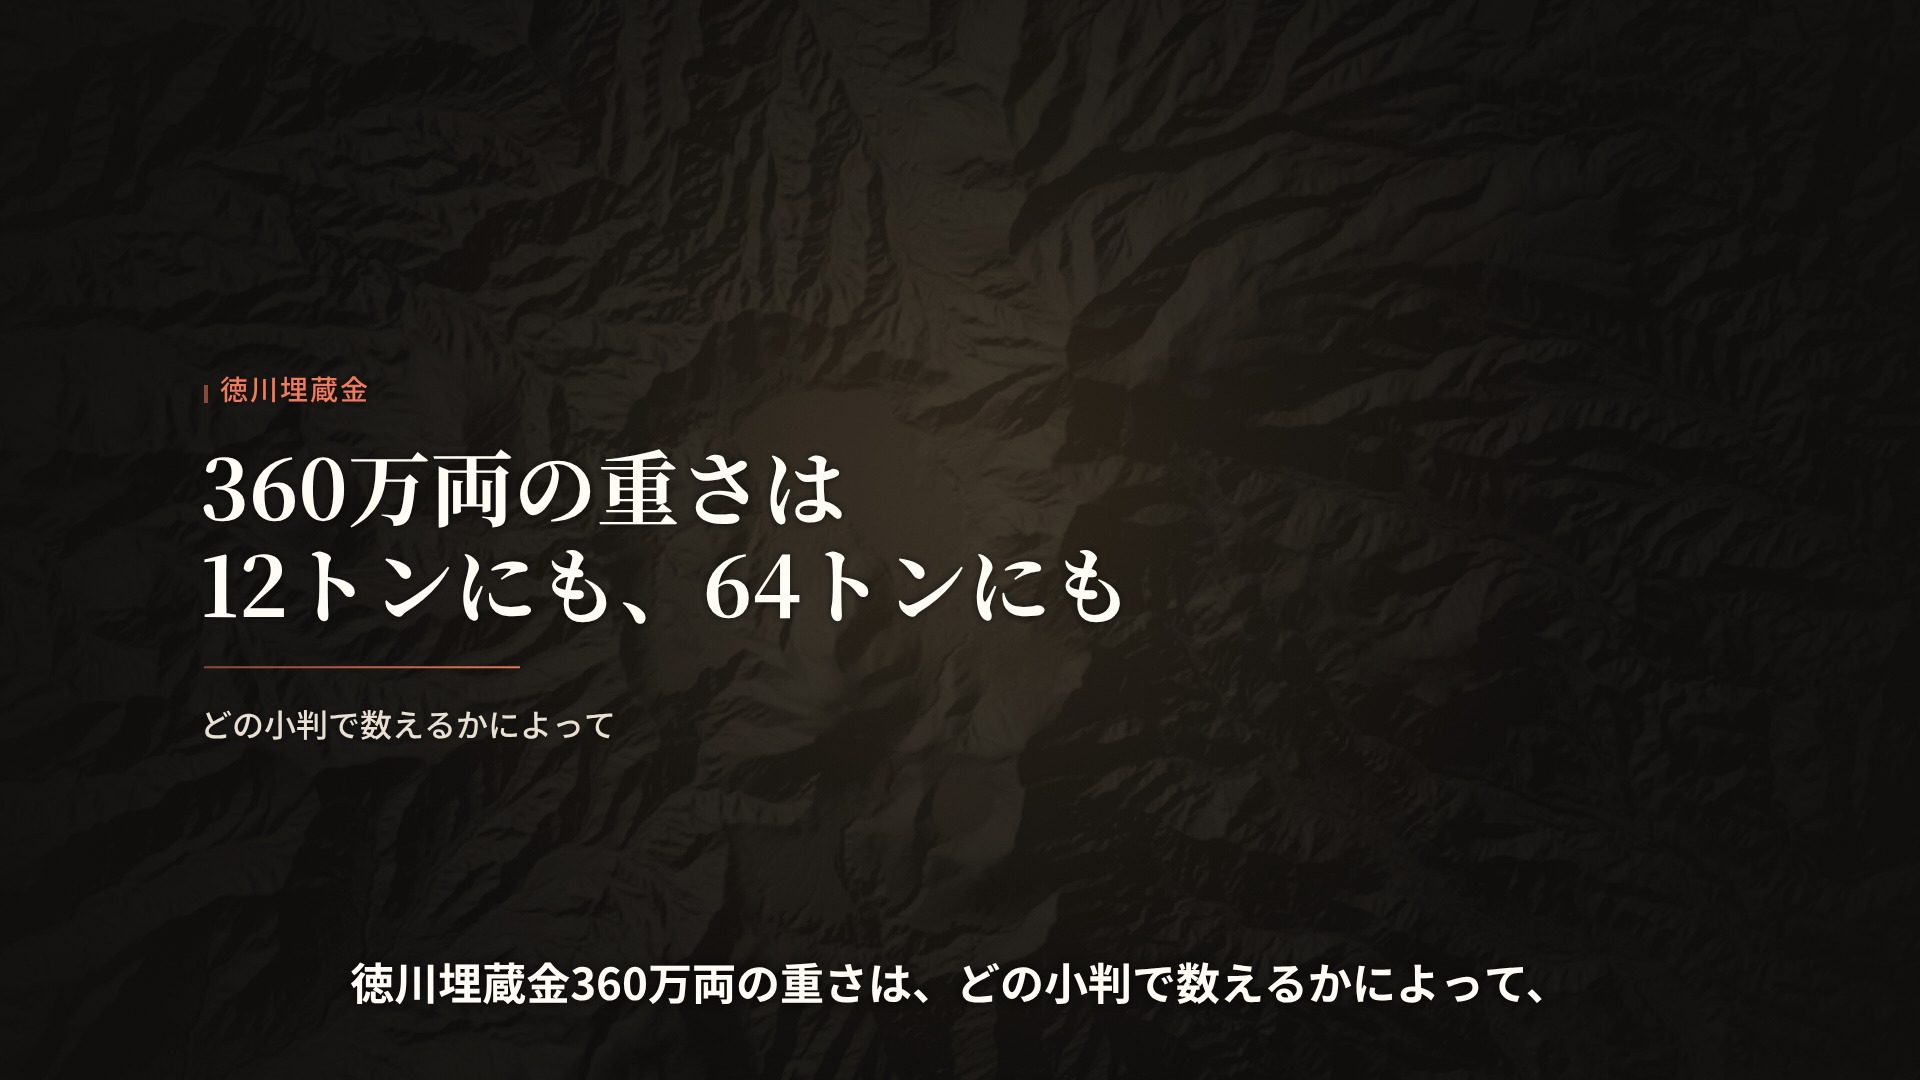 徳川埋蔵金
360万両の重さは
12トンにも、64トンにも
どの小判で数えるかによって
徳川埋蔵金360万両の重さは、どの小判で数えるかによって、